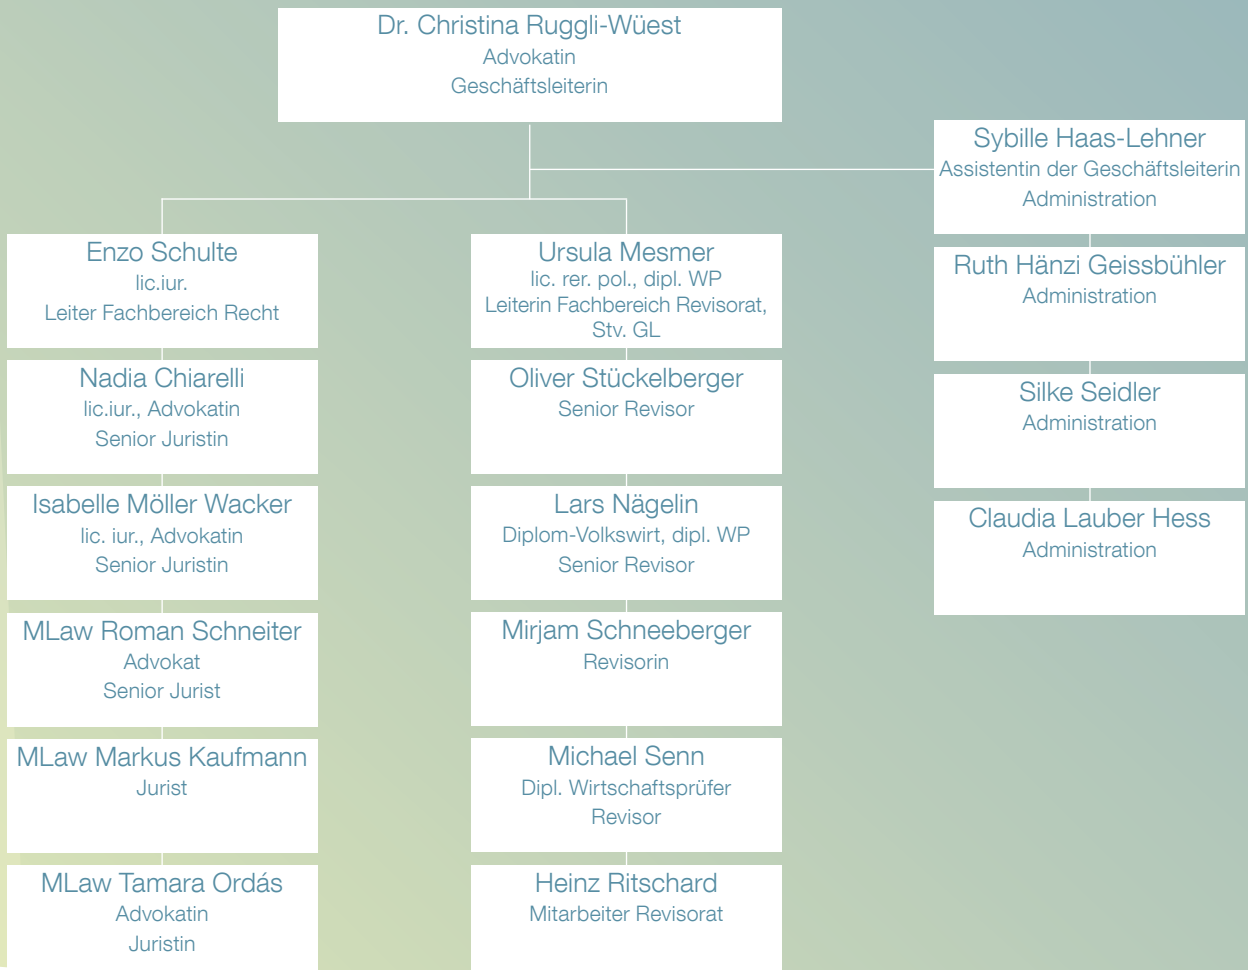 Dr. Christina Ruggli-Wüest
Advokatin
Geschäftsleiterin
Sybille Haas-Lehner
Assistentin der Geschäftsleiterin
Administration
Ruth Hänzi Geissbühler
Administration
Silke Seidler
Administration
Claudia Lauber Hess
Administration
Enzo Schulte
lic.iur.
Leiter Fachbereich Recht
Nadia Chiarelli
lic.iur., Advokatin
Senior Juristin
Isabelle Möller Wacker
lic. iur., Advokatin
Senior Juristin
MLaw Roman Schneiter
Advokat
Senior Jurist
MLaw Markus Kaufmann
Jurist
MLaw Tamara Ordás
Advokatin
Juristin
Ursula Mesmer
lic. rer. pol., dipl. WP
Leiterin Fachbereich Revisorat,
Stv. GL
Oliver Stückelberger
Senior Revisor
Lars Nägelin
Diplom-Volkswirt, dipl. WP
Senior Revisor
Mirjam Schneeberger
Revisorin
Michael Senn
Dipl. Wirtschaftsprüfer
Revisor
Heinz Ritschard
Mitarbeiter Revisorat